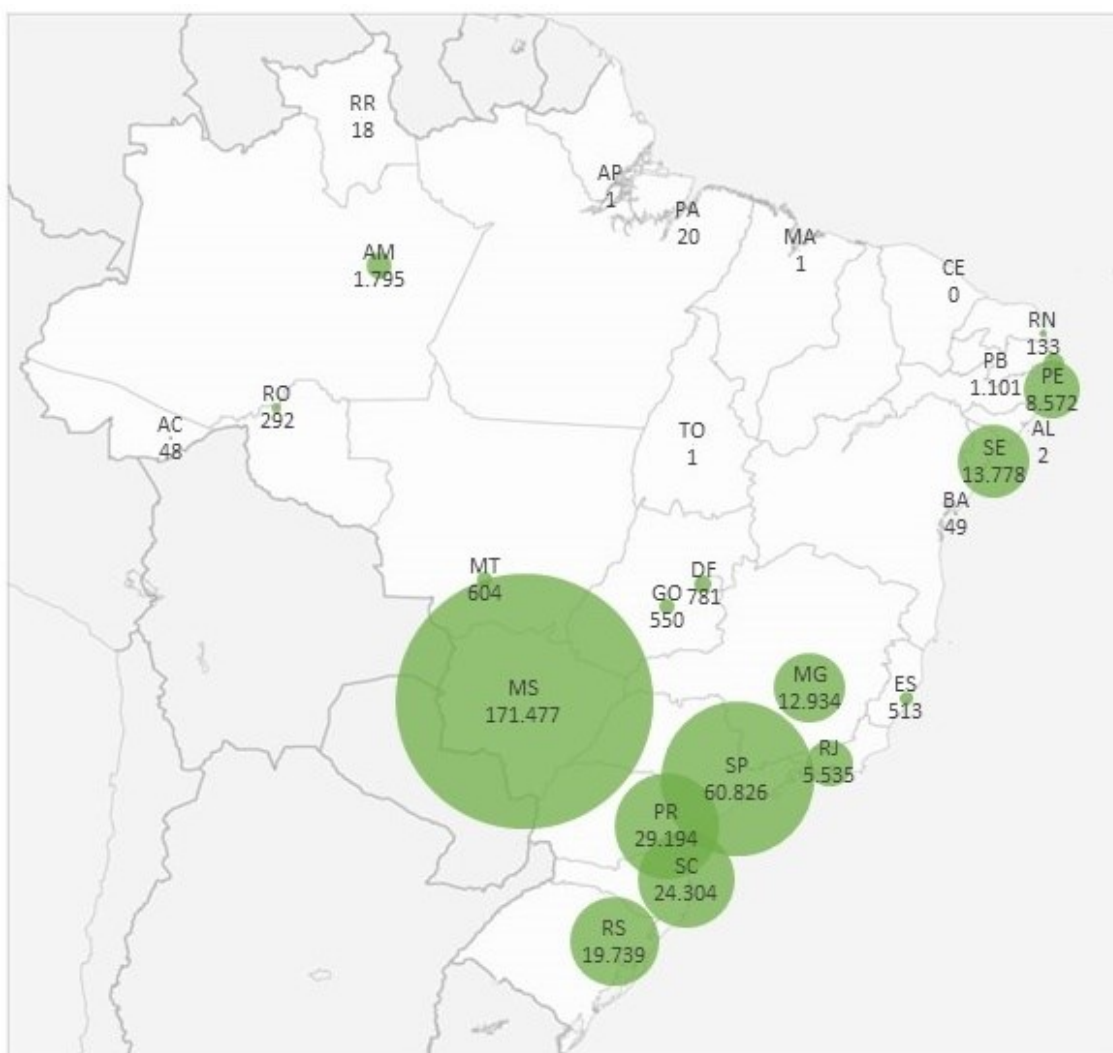 RR
18
AP
1
PA
20
MA
1
AM
1.795
CE
0
RN
133
PB
1.101
PE
8.572
RO
292
AC
48
TO
1
AL
2
SE
13.778
BA
49
MT
604
DF
781
GO
550
MS
171.477
MG
12.934
ES
513
RJ
5.535
SP
60.826
PR
29.194
SC
24.304
RS
19.739